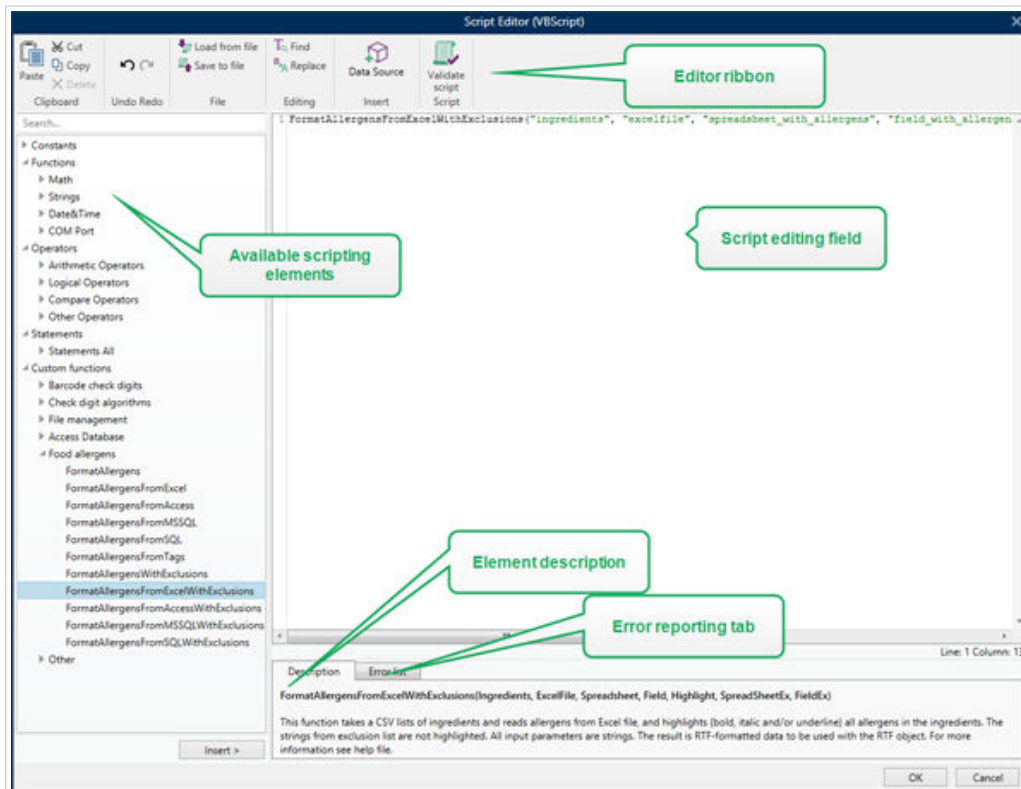 Script Editor (VBScript)
Paste
Cut
Copy
Delete
Clipboard
Undo Redo
Load from file
Save to file
File
Find
Replace
Editing
Data Source
Insert
Validate
script
Script
Editor ribbon
Search...
Constants
Functions
Math
Strings
Date&Time
COM Port
Operators
Arithmetic Operators
Logical Operators
Compare Operators
Other Operators
Statements
Statements All
Custom functions
Barcode check digits
Check digit algorithms
File management
Access Database
Food allergens
FormatAllergens
FormatAllergensFromExcel
FormatAllergensFromAccess
FormatAllergensFromMSSQL
FormatAllergensFromSQL
FormatAllergensFromTags
FormatAllergensWithExclusions
FormatAllergensFromExcelWithExclusions
FormatAllergensFromAccessWithExclusions
FormatAllergensFromMSSQLWithExclusions
FormatAllergensFromSQLWithExclusions
Other
Insert >
Available scripting
elements
1 FormatAllergensFromExcelWithExclusions("ingredients", "excelfile", "spreadsheet_with_allergens", "field_with_allergen
Script editing field
Element description
Error reporting tab
Line: 1 Column: 13
Description
Error list
FormatAllergensFromExcelWithExclusions(Ingredients, ExcelFile, Spreadsheet, Field, Highlight, SpreadSheetEx, FieldEx)
This function takes a CSV lists of ingredients and reads allergens from Excel file, and highlights (bold, italic and/or underline) all allergens in the ingredients. The
strings from exclusion list are not highlighted. All input parameters are strings. The result is RTF-formatted data to be used with the RTF object. For more
information see help file.
OK
Cancel